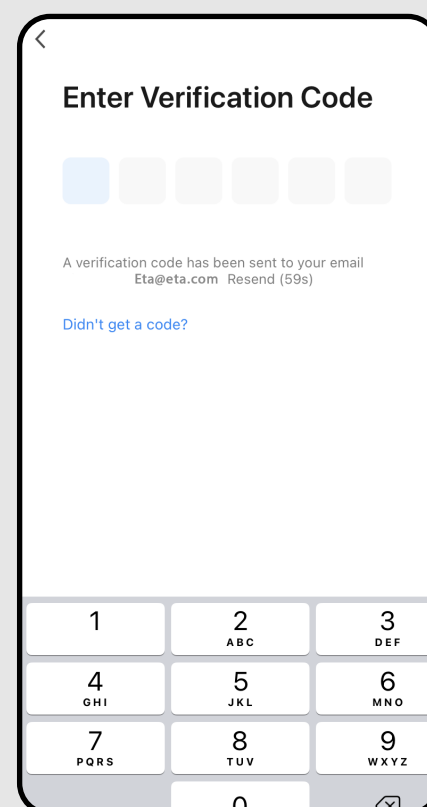 Enter Verification Code
A verification code has been sent to your email
Eta@eta.com Resend (59s)
Didn't get a code?
1 2 3
ABC DEF
4 5 6
GHI JKL MNO
7 8 9
PQRS TUV WXYZ
0